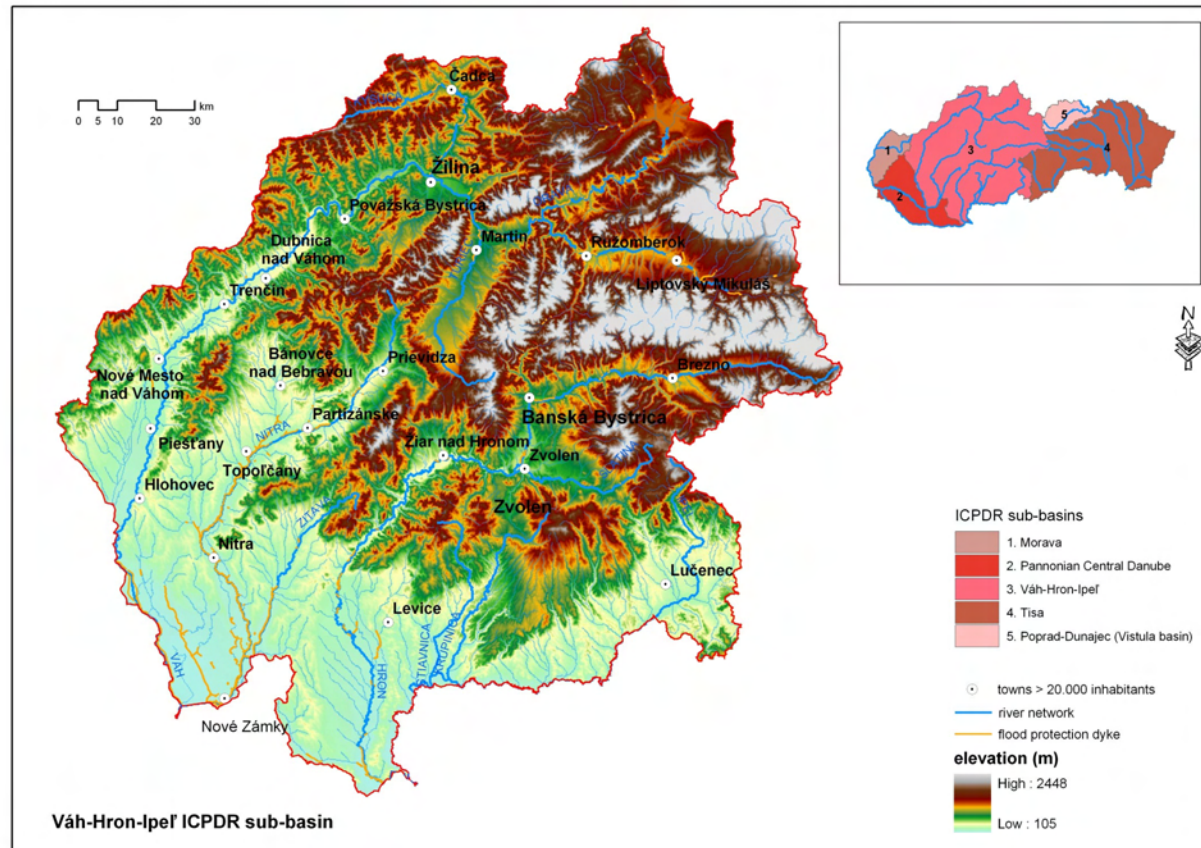 Čadca
KYSUCA
km
0 5 10 20 30
Žilina
Považská Bystrica
Dubnica
nad Váhom
Martin
Ružomberok
Liptovský Mikuláš
Trenčín
Nové Mesto
nad Váhom
Bánovce
nad Bebravou
Prievidza
Brezno
Banská Bystrica
Partizánske
NITRA
Piešťany
Topoľčany
Žiar nad Hronom
Zvolen
SLATINA
Hlohovec
ŽITAVA
Zvolen
Nitra
Lučenec
Levice
VÁH
HRON
ŠTIAVNICA
KRUPINICA
Nové Zámky
Váh-Hron-Ipeľ ICPDR sub-basin
1
2
3
4
5
N
ICPDR sub-basins
1. Morava
2. Pannonian Central Danube
3. Váh-Hron-Ipeľ
4. Tisa
5. Poprad-Dunajec (Vistula basin)
towns > 20.000 inhabitants
river network
flood protection dyke
elevation (m)
High : 2448
Low : 105